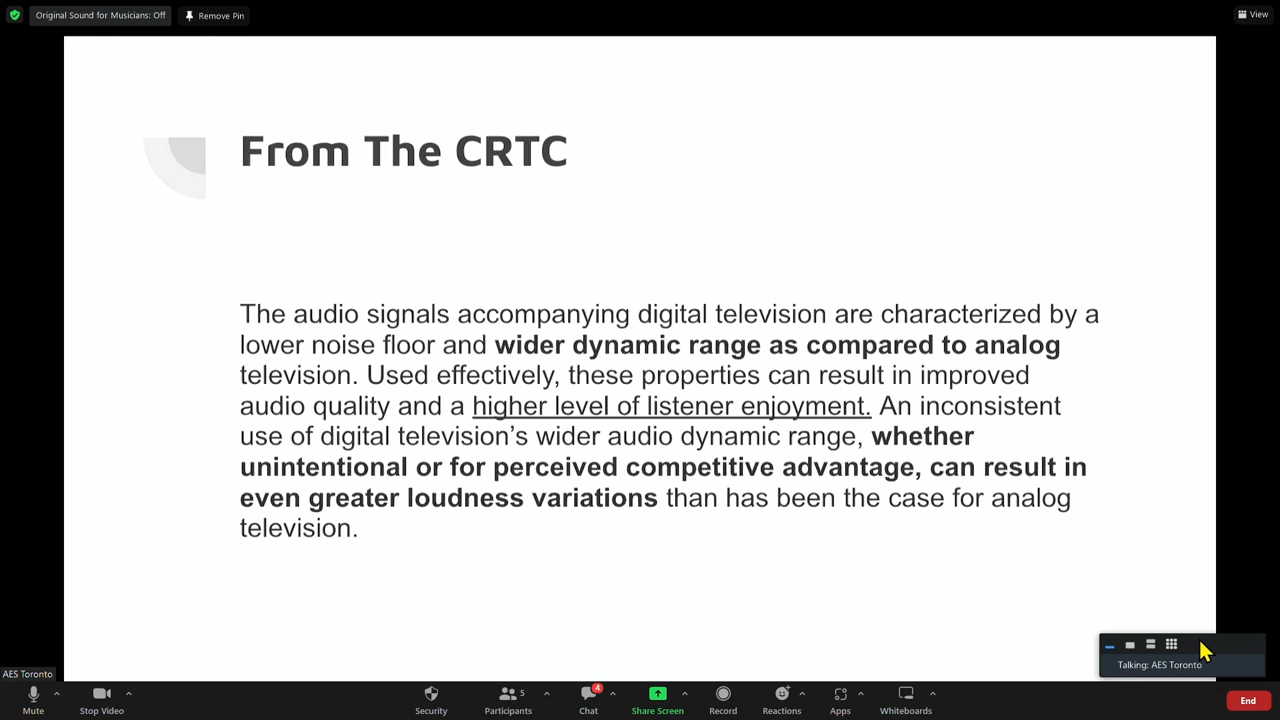 Original Sound for Musicians: Off
Remove Pin
View
From The CRTC
The audio signals accompanying digital television are characterized by a
lower noise floor and wider dynamic range as compared to analog
television. Used effectively, these properties can result in improved
audio quality and a higher level of listener enjoyment. An inconsistent
use of digital television’s wider audio dynamic range, whether
unintentional or for perceived competitive advantage, can result in
even greater loudness variations than has been the case for analog
television.
Talking: AES Toronto
AES Toronto
Mute
Stop Video
Security
Participants
5
Chat
4
Share Screen
Record
Reactions
Apps
Whiteboards
End